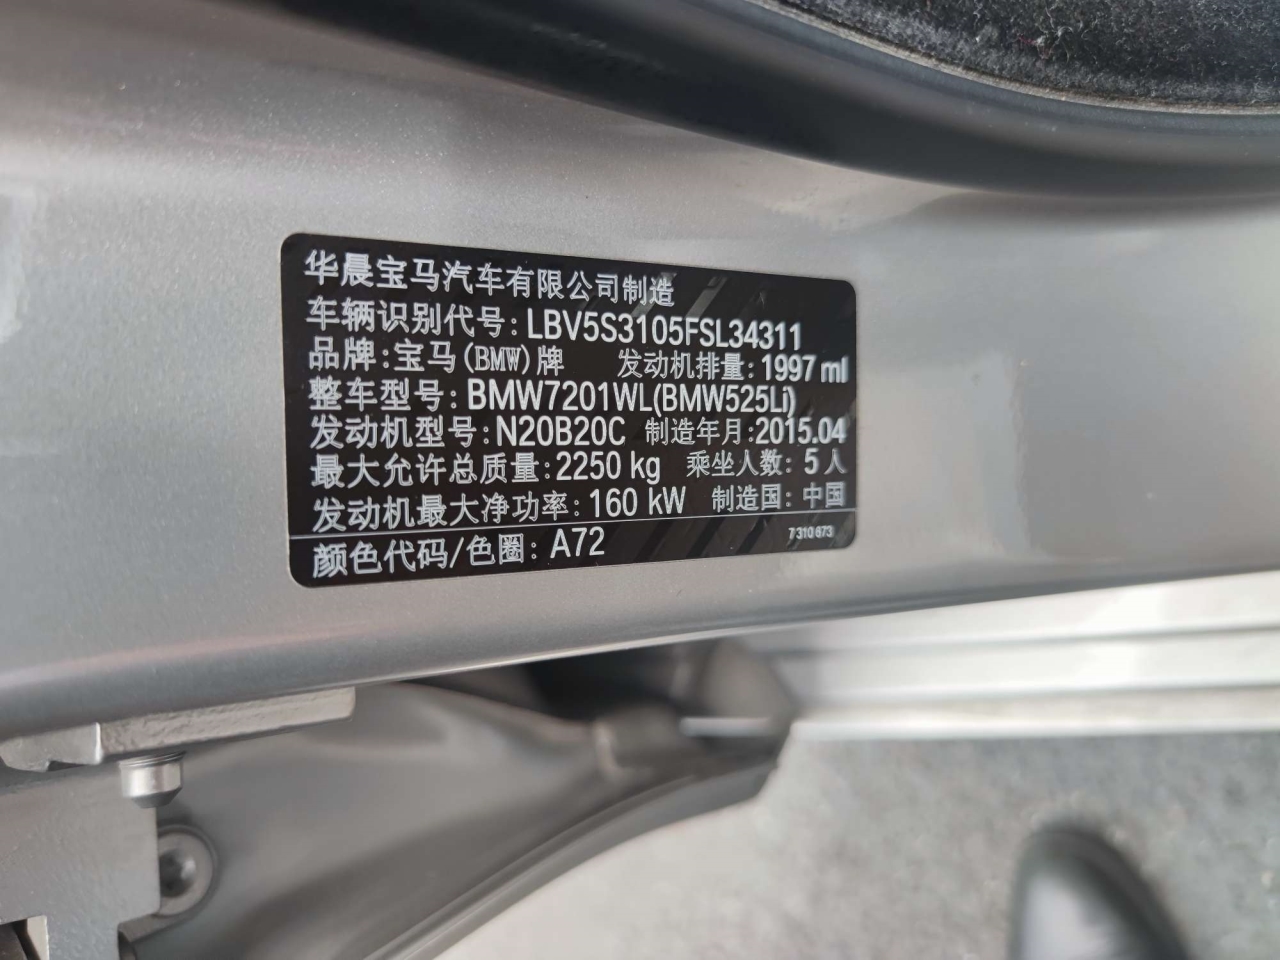 华晨宝马汽车有限公司制造
车辆识别代号: LBV5S3105FSL34311
品牌:宝马(BMW)牌 发动机排量: 1997 ml
整车型号: BMW7201WL(BMW525Li)
发动机型号: N20B20C 制造年月:2015.04
最大允许总质量: 2250 kg 乘坐人数: 5人
发动机最大净功率: 160 kW 制造国: 中国
颜色代码/色圈: A72 7310673